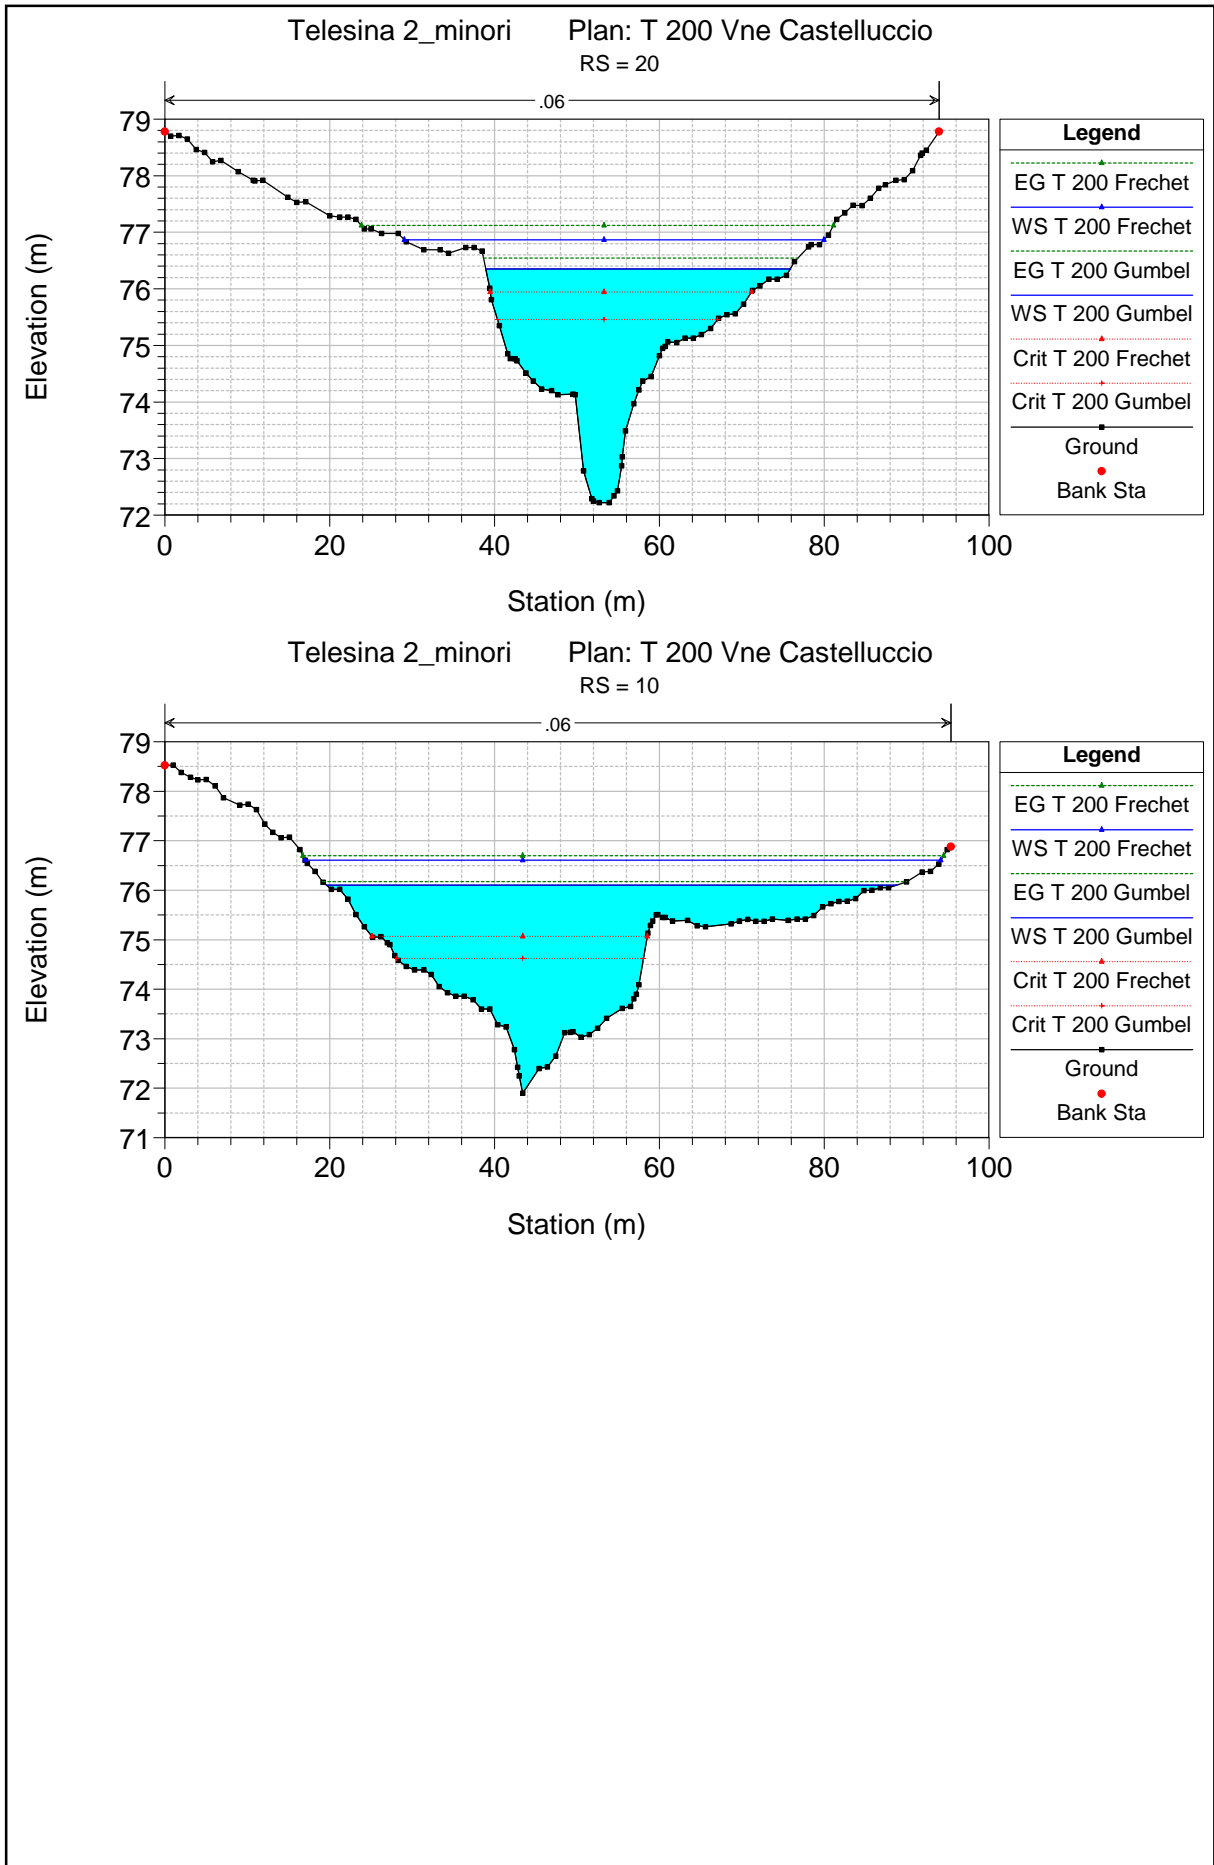 Telesina 2_minori Plan: T 200 Vne Castelluccio
RS = 20
.06
Legend
EG T 200 Frechet
WS T 200 Frechet
EG T 200 Gumbel
WS T 200 Gumbel
Crit T 200 Frechet
Crit T 200 Gumbel
Ground
Bank Sta
79
78
77
76
75
74
73
72
Elevation (m)
0 20 40 60 80 100
Station (m)
Telesina 2_minori Plan: T 200 Vne Castelluccio
RS = 10
.06
Legend
EG T 200 Frechet
WS T 200 Frechet
EG T 200 Gumbel
WS T 200 Gumbel
Crit T 200 Frechet
Crit T 200 Gumbel
Ground
Bank Sta
79
78
77
76
75
74
73
72
71
Elevation (m)
0 20 40 60 80 100
Station (m)